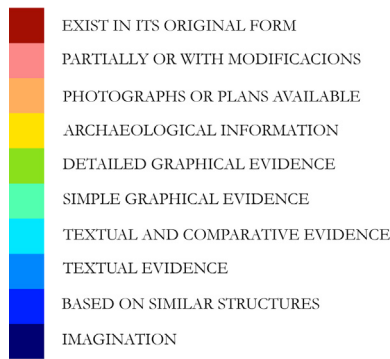 EXIST IN ITS ORIGINAL FORM
PARTIALLY OR WITH MODIFICACIONS
PHOTOGRAPHS OR PLANS AVAILABLE
ARCHAEOLOGICAL INFORMATION
DETAILED GRAPHICAL EVIDENCE
SIMPLE GRAPHICAL EVIDENCE
TEXTUAL AND COMPARATIVE EVIDENCE
TEXTUAL EVIDENCE
BASED ON SIMILAR STRUCTURES
IMAGINATION